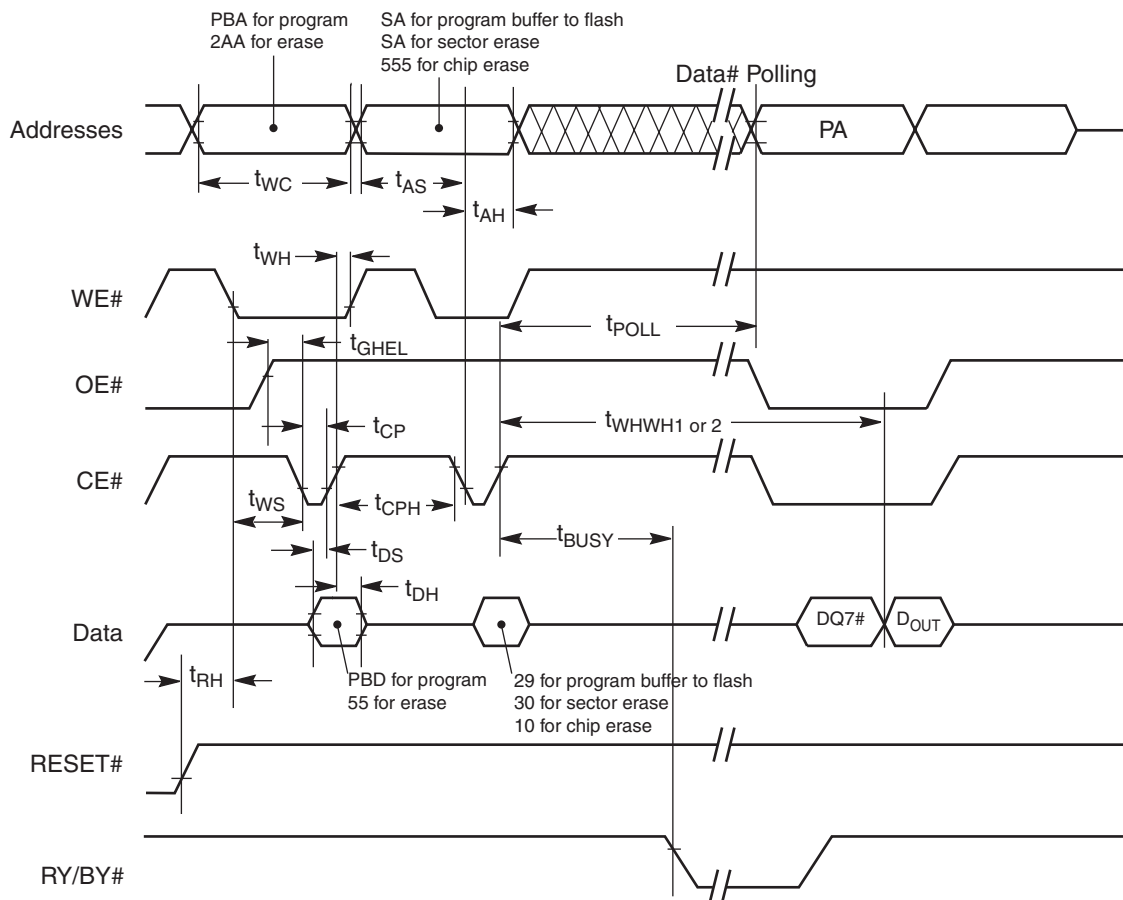 PBA for program
2AA for erase
SA for program buffer to flash
SA for sector erase
555 for chip erase
Data# Polling
Addresses
PA
tWC
tAS
tAH
tWH
WE#
tPOLL
tGHEL
OE#
tWHWH1 or 2
tCP
CE#
tWS
tCPH
tBUSY
tDS
tDH
Data
DQ7#
DOUT
tRH
PBD for program
55 for erase
29 for program buffer to flash
30 for sector erase
10 for chip erase
RESET#
RY/BY#